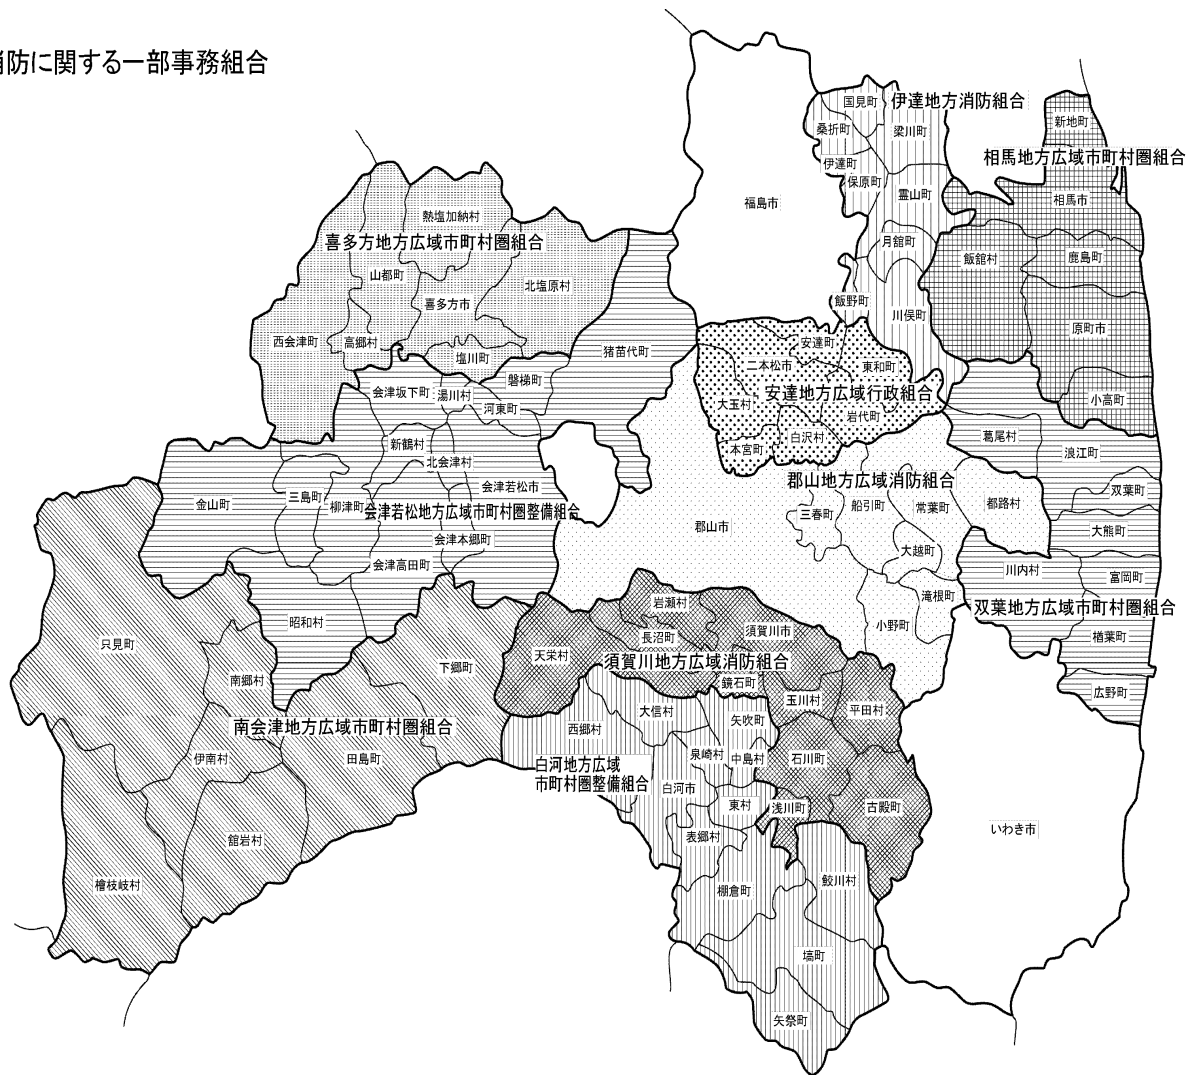 消防に関する一部事務組合
国見町
伊達地方消防組合
桑折町
梁川町
新地町
伊達町
相馬地方広域市町村圏組合
保原町
霊山町
相馬市
福島市
熱塩加納村
喜多方地方広域市町村圏組合
月舘町
飯舘村
鹿島町
山都町
北塩原村
喜多方市
飯野町
川俣町
原町市
西会津町
高郷村
塩川町
猪苗代町
安達町
二本松市
東和町
磐梯町
会津坂下町
湯川村
河東町
安達地方広域行政組合
大玉村
岩代町
小高町
新鶴村
本宮町
白沢村
葛尾村
浪江町
北会津村
郡山地方広域消防組合
会津若松市
双葉町
金山町
三島町
柳津町
会津若松地方広域市町村圏整備組合
三春町
船引町
常葉町
都路村
郡山市
大熊町
会津本郷町
大越町
会津高田町
川内村
富岡町
昭和村
岩瀬村
滝根町
双葉地方広域市町村圏組合
只見町
長沼町
須賀川市
小野町
楢葉町
下郷町
天栄村
須賀川地方広域消防組合
南郷村
鏡石町
広野町
玉川村
平田村
南会津地方広域市町村圏組合
西郷村
大信村
矢吹町
伊南村
田島町
泉崎村
中島村
石川町
白河地方広域
市町村圏整備組合
白河市
東村
浅川町
古殿町
舘岩村
表郷村
いわき市
檜枝岐村
棚倉町
鮫川村
塙町
矢祭町